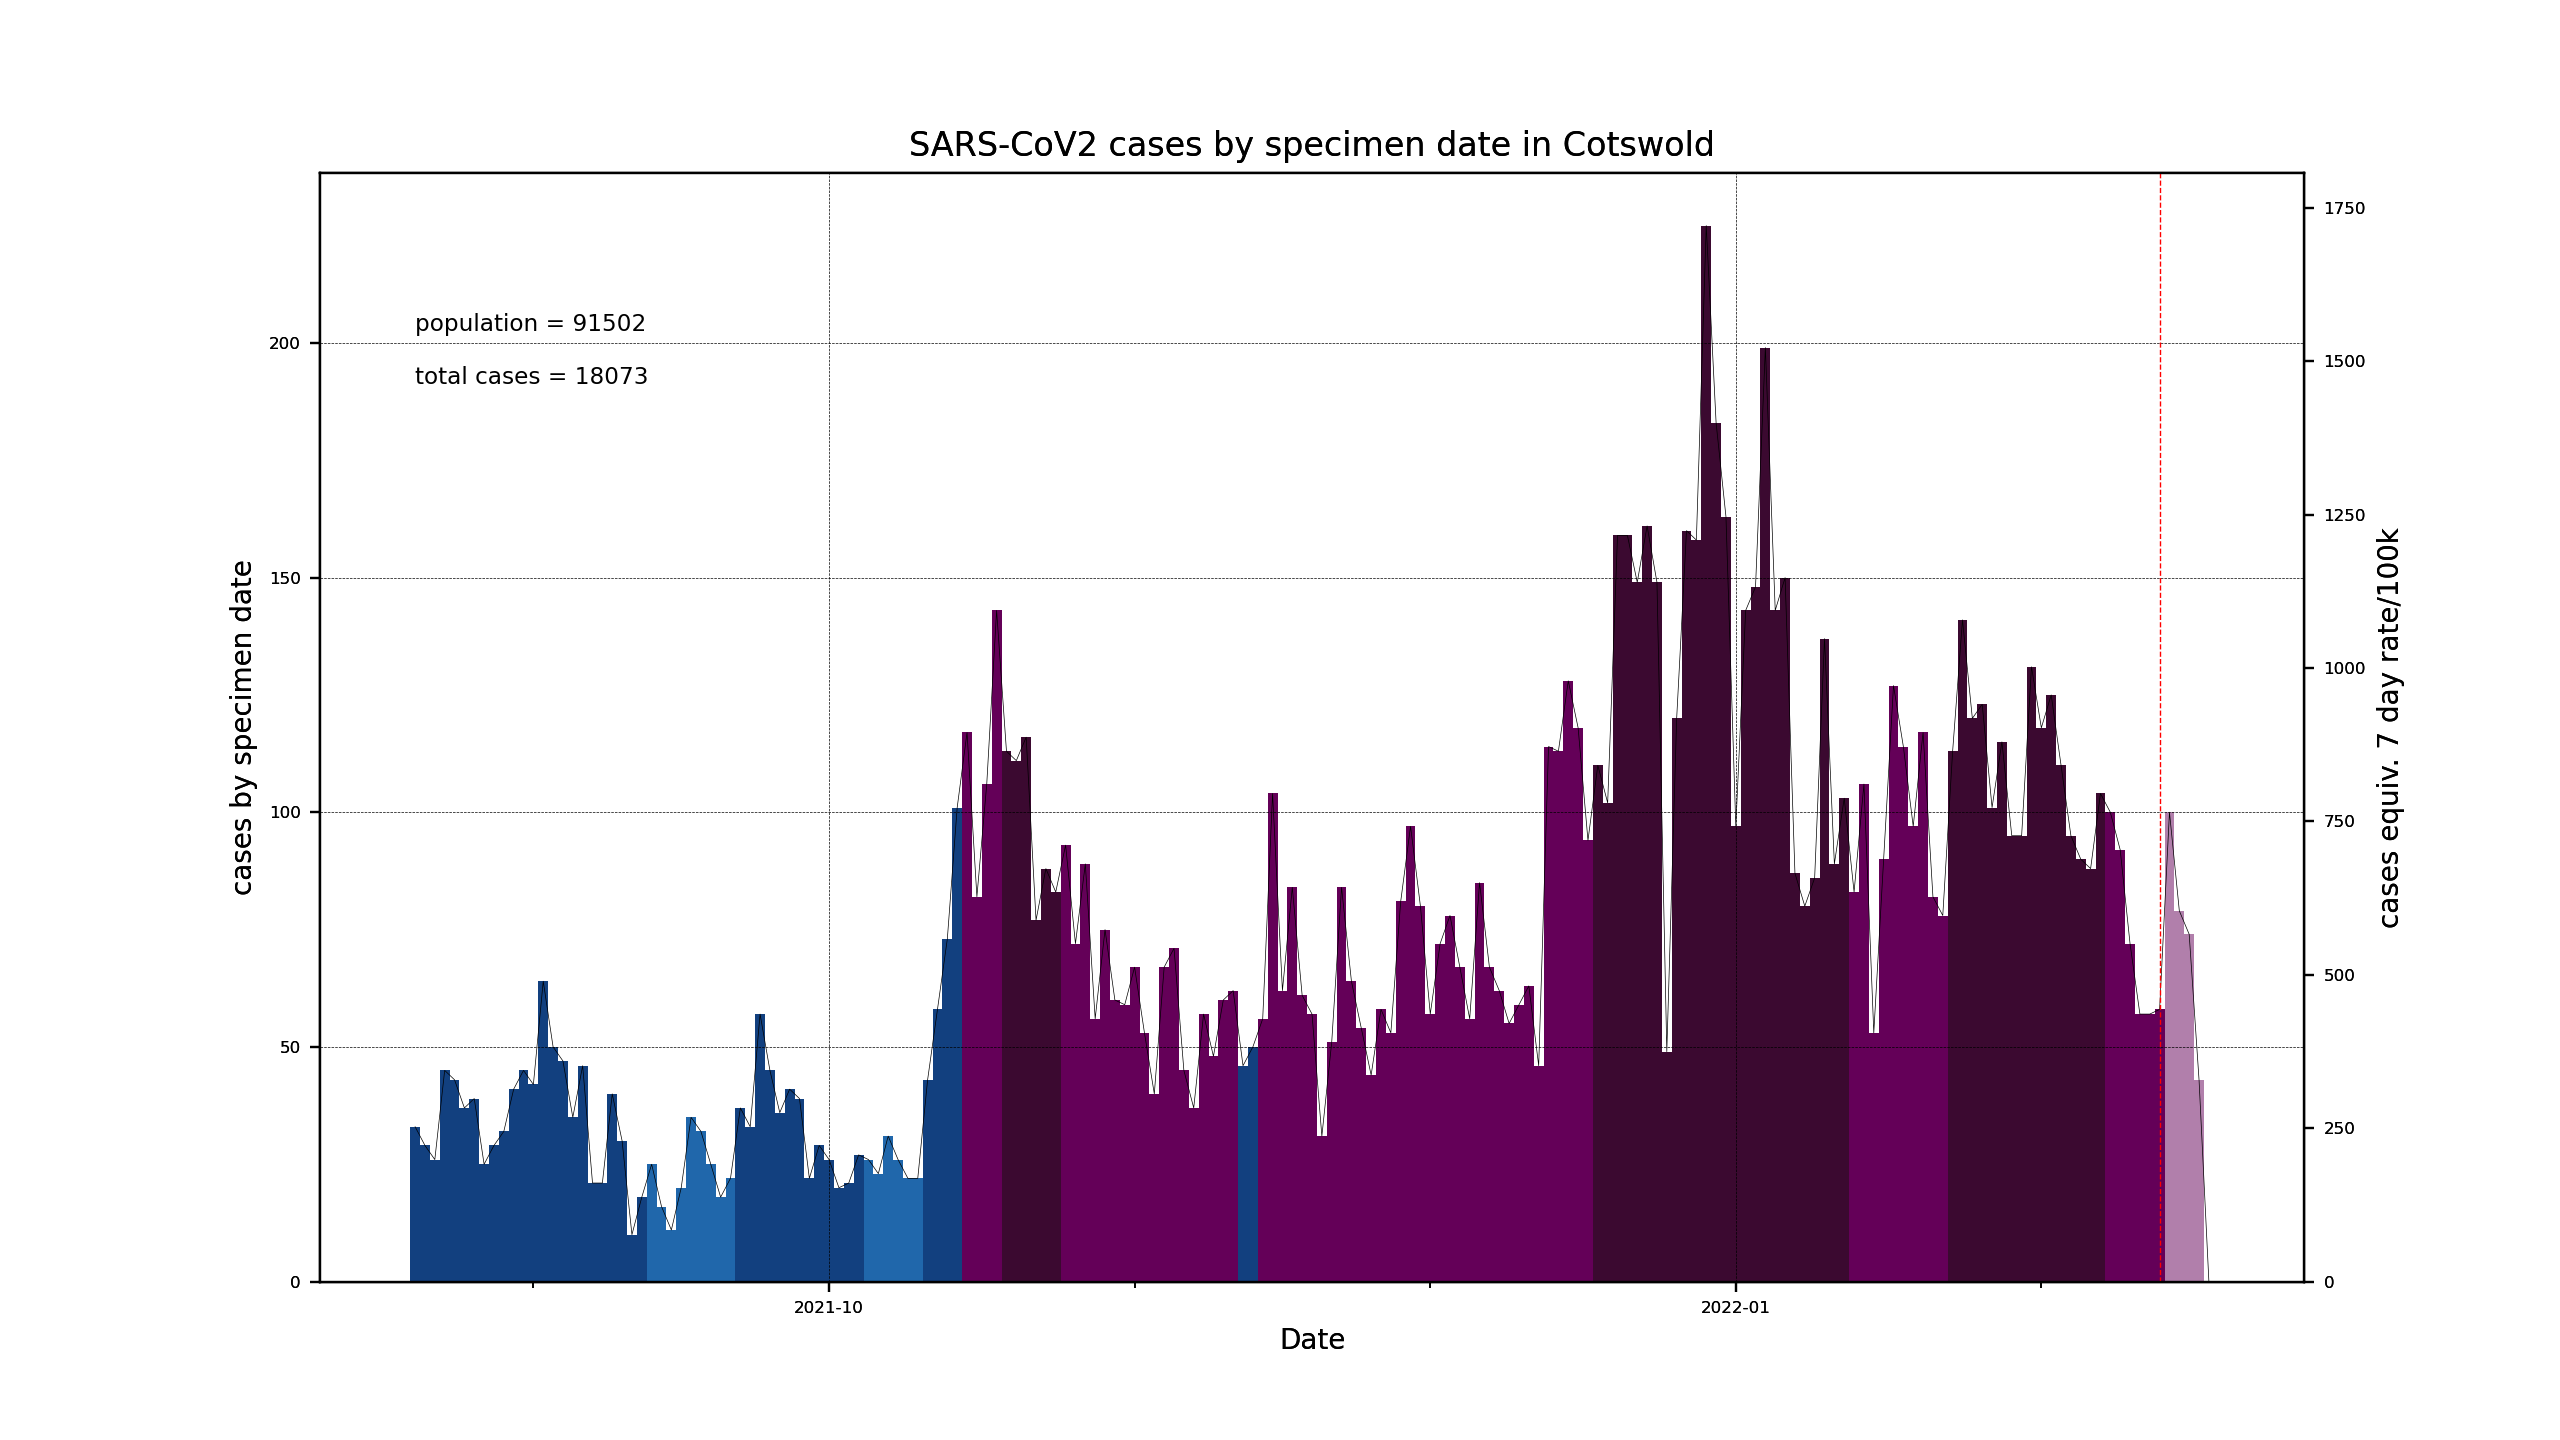 SARS-CoV2 cases by specimen date in Cotswold
population = 91502
total cases = 18073
cases by specimen date
200
150
100
50
0
1750
1500
1250
1000
750
500
250
0
cases equiv. 7 day rate/100k
2021-10
2022-01
Date